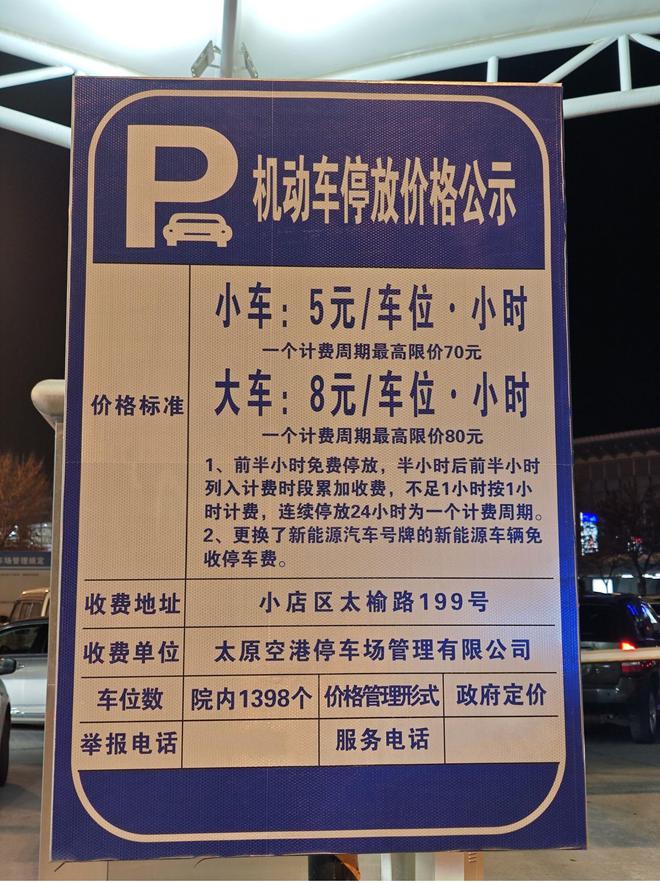 P
机动车停放价格公示
价格标准
小车：5元/车位·小时
一个计费周期最高限价70元
大车：8元/车位·小时
一个计费周期最高限价80元
1、前半小时免费停放，半小时后前半小时
列入计费时段累加收费，不足1小时按1小
时计费，连续停放24小时为一个计费周期。
2、更换了新能源汽车号牌的新能源车辆免
收停车费。
收费地址 小店区太榆路199号
收费单位 太原空港停车场管理有限公司
车位数 院内1398个 价格管理形式 政府定价
举报电话 服务电话